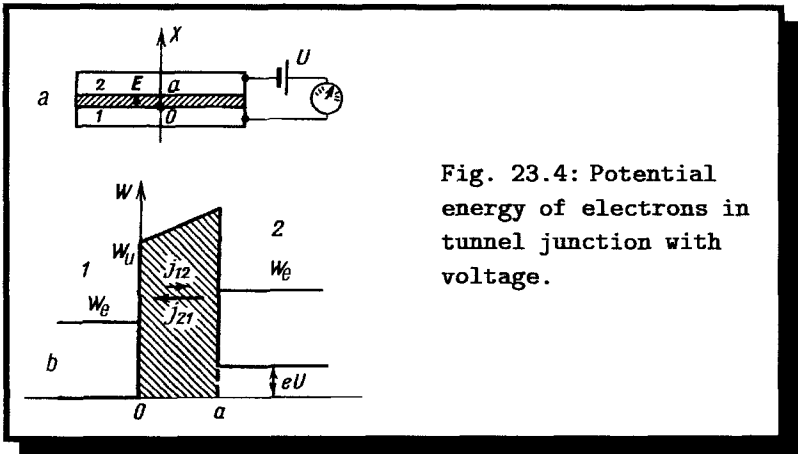 X
U
2 E a
a
1 0
W
2
W_u
1
j_12
W_e
W_e
j_21
b
eU
0 a
Fig. 23.4: Potential
energy of electrons in
tunnel junction with
voltage.